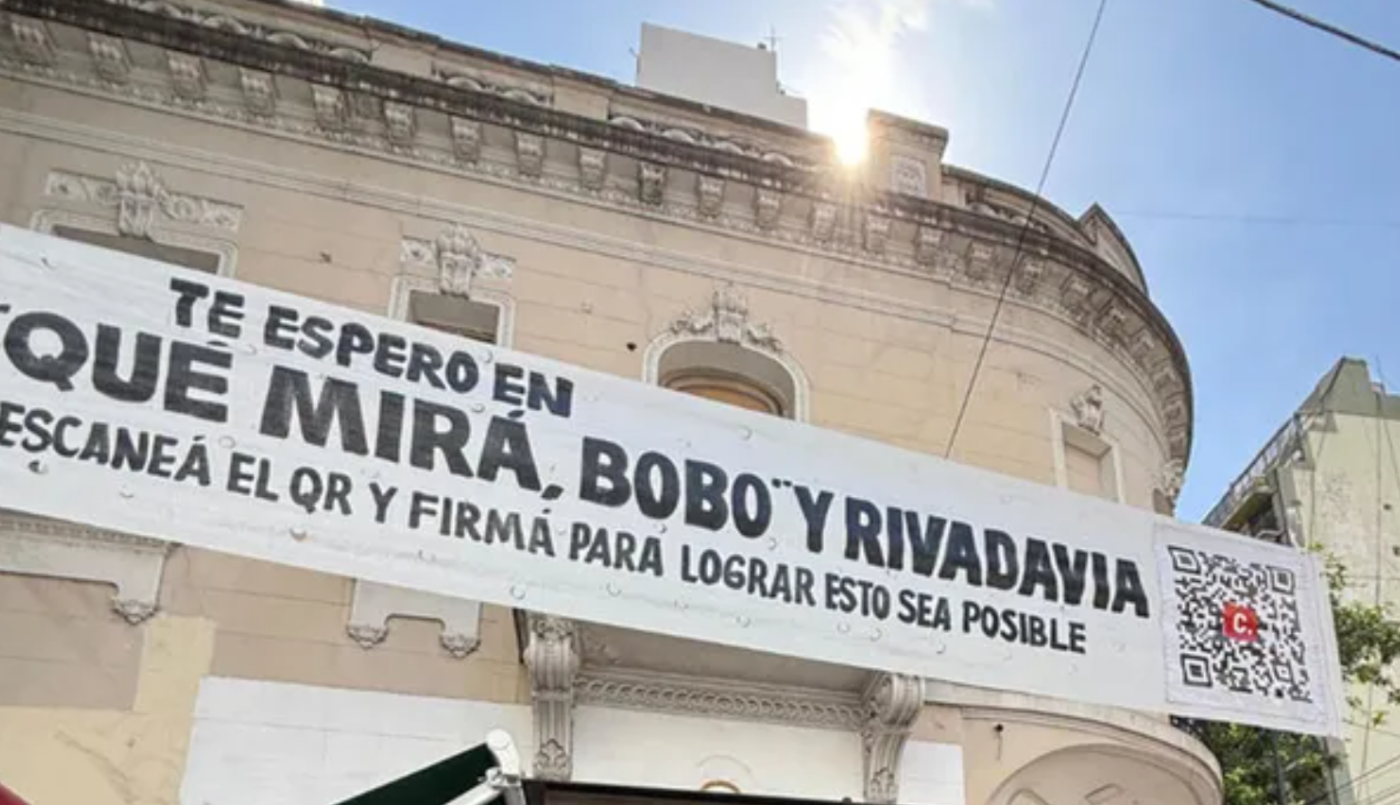 TE ESPERO EN
"QUÉ MIRÁ, BOBO" Y RIVADAVIA
ESCANEÁ EL QR Y FIRMÁ PARA LOGRAR ESTO SEA POSIBLE
C.